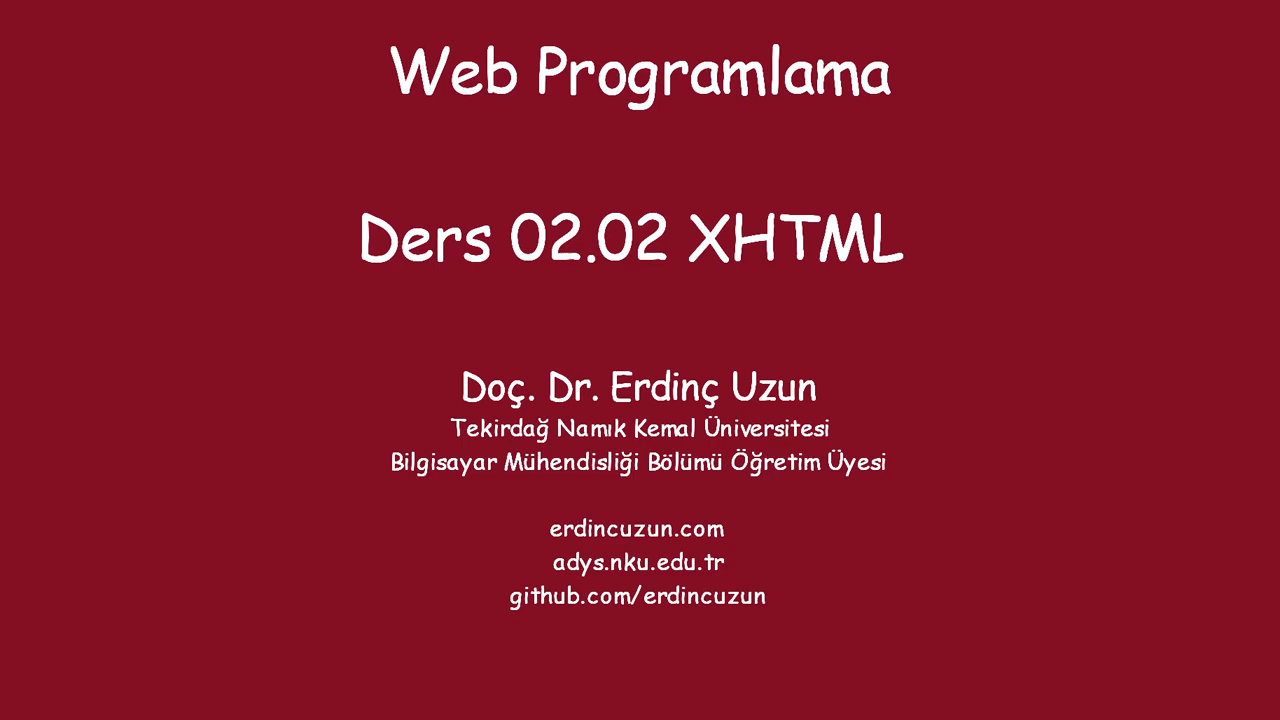 Web Programlama
Ders 02.02 XHTML
Doç. Dr. Erdinç Uzun
Tekirdağ Namık Kemal Üniversitesi
Bilgisayar Mühendisliği Bölümü Öğretim Üyesi
erdincuzun.com
adys.nku.edu.tr
github.com/erdincuzun